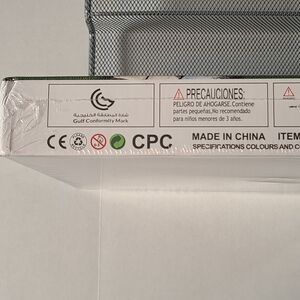 PRECAUCIONES:
PELIGRO DE AHOGARSE. Contiene
partes pequeñas, No recomendado
para niños menores de 3 años.
شارة المطابقة الخليجية
Gulf Conformity Mark
CE CPC
MADE IN CHINA ITEM
SPECIFICATIONS COLOURS AND C